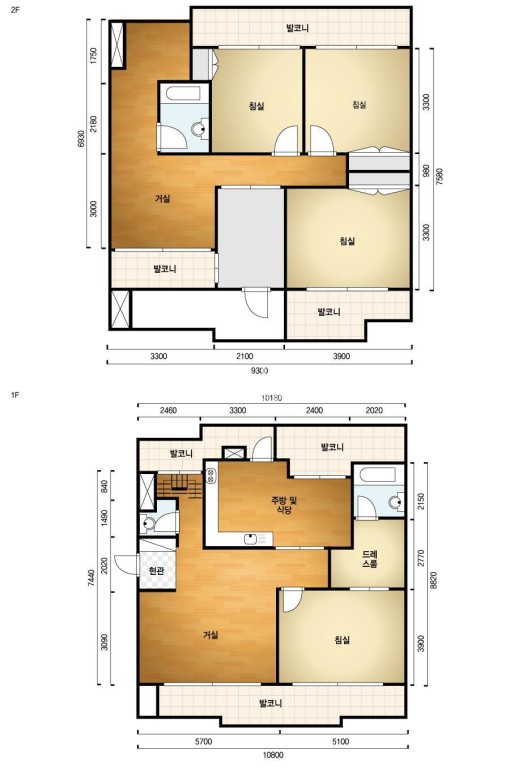 2F
발코니
1750
침실
침실
3300
2180
6930
980
7580
거실
3000
침실
3300
발코니
발코니
3300
2100
3900
9300
1F
10180
2460
3300
2400
2020
발코니
발코니
840
주방 및
식당
2150
1490
7440
2020
현관
드레
스룸
2770
8820
3090
거실
침실
3900
발코니
5700
5100
10800